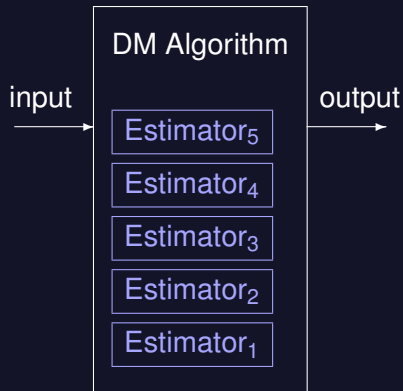 DM Algorithm
input
output
Estimator₅
Estimator₄
Estimator₃
Estimator₂
Estimator₁